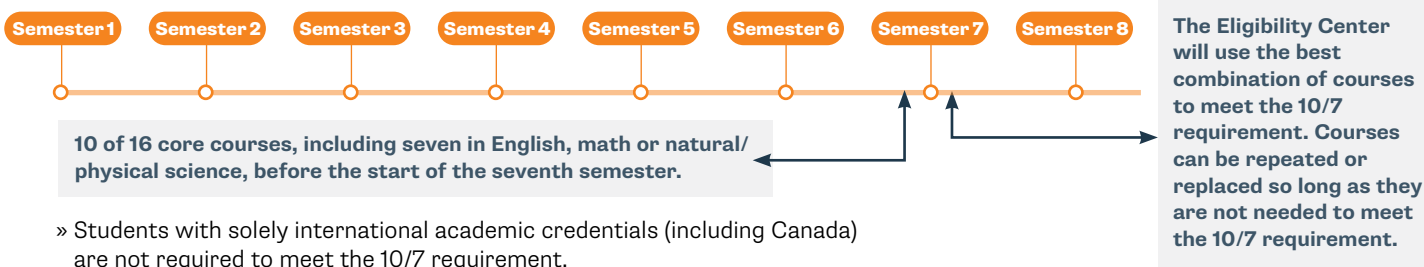 Semester 1 Semester 2 Semester 3 Semester 4 Semester 5 Semester 6 Semester 7 Semester 8
10 of 16 core courses, including seven in English, math or natural/
physical science, before the start of the seventh semester.
» Students with solely international academic credentials (including Canada)
are not required to meet the 10/7 requirement.
The Eligibility Center
will use the best
combination of courses
to meet the 10/7
requirement. Courses
can be repeated or
replaced so long as they
are not needed to meet
the 10/7 requirement.